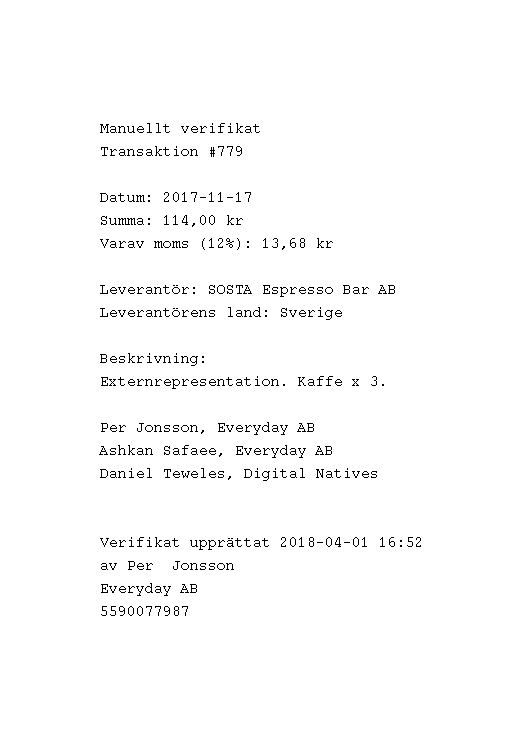 Manuellt verifikat
Transaktion #779
Datum: 2017-11-17
Summa: 114,00 kr
Varav moms (12%): 13,68 kr
Leverantör: SOSTA Espresso Bar AB
Leverantörens land: Sverige
Beskrivning:
Externrepresentation. Kaffe x 3.
Per Jonsson, Everyday AB
Ashkan Safaee, Everyday AB
Daniel Teweles, Digital Natives
Verifikat upprättat 2018-04-01 16:52
av Per  Jonsson
Everyday AB
5590077987